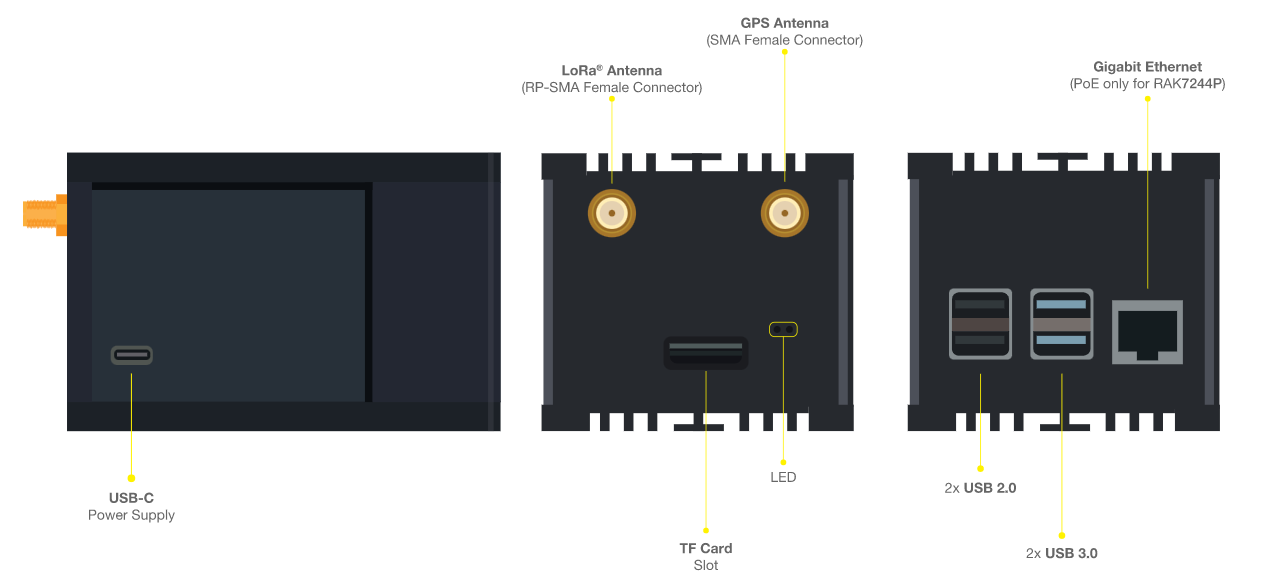 GPS Antenna
(SMA Female Connector)
LoRa® Antenna
(RP-SMA Female Connector)
Gigabit Ethernet
(PoE only for RAK7244P)
USB-C
Power Supply
LED
TF Card
Slot
2x USB 2.0
2x USB 3.0